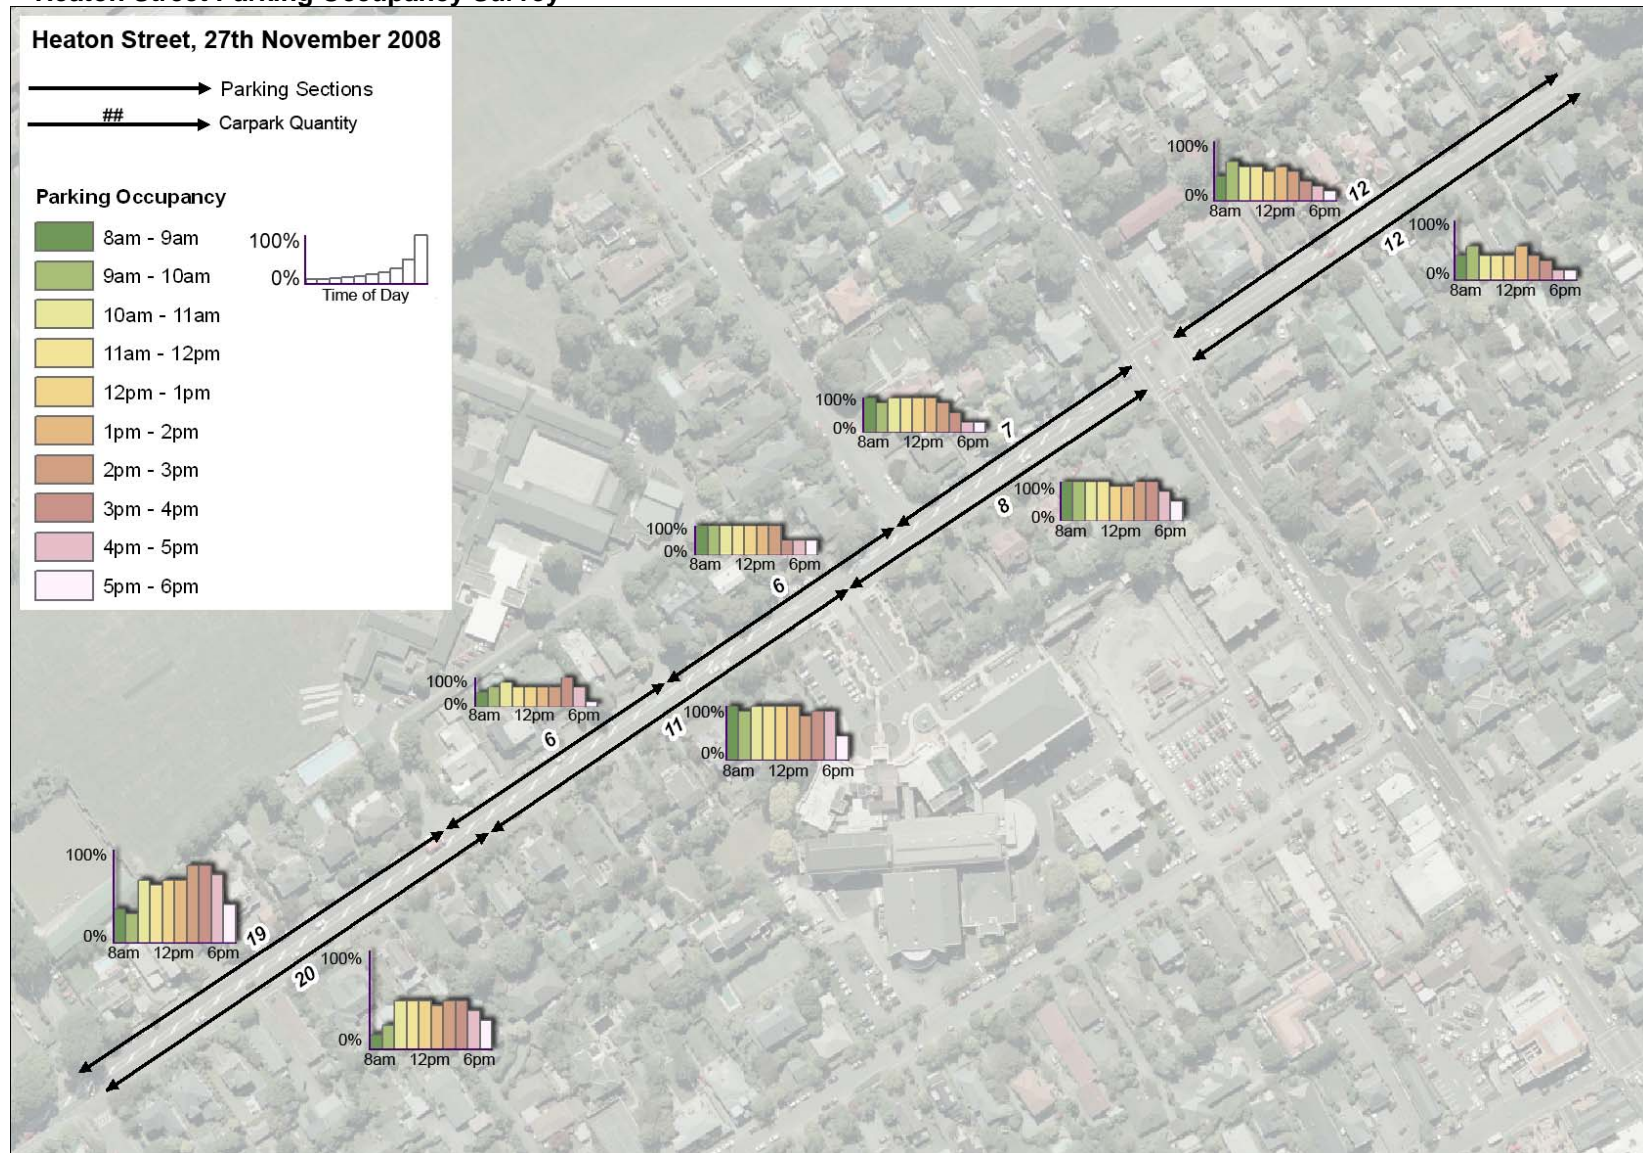 Heaton Street Parking Occupancy Survey
Heaton Street, 27th November 2008
Parking Sections
##
Carpark Quantity
Parking Occupancy
8am - 9am
9am - 10am
10am - 11am
11am - 12pm
12pm - 1pm
1pm - 2pm
2pm - 3pm
3pm - 4pm
4pm - 5pm
5pm - 6pm
100%
0%
Time of Day
100%
0%
8am 12pm 6pm
12
100%
0%
8am 12pm 6pm
12
100%
0%
8am 12pm 6pm
7
100%
0%
8am 12pm 6pm
8
100%
0%
8am 12pm 6pm
6
100%
0%
8am 12pm 6pm
6
100%
0%
8am 12pm 6pm
11
100%
0%
8am 12pm 6pm
19
100%
0%
8am 12pm 6pm
20